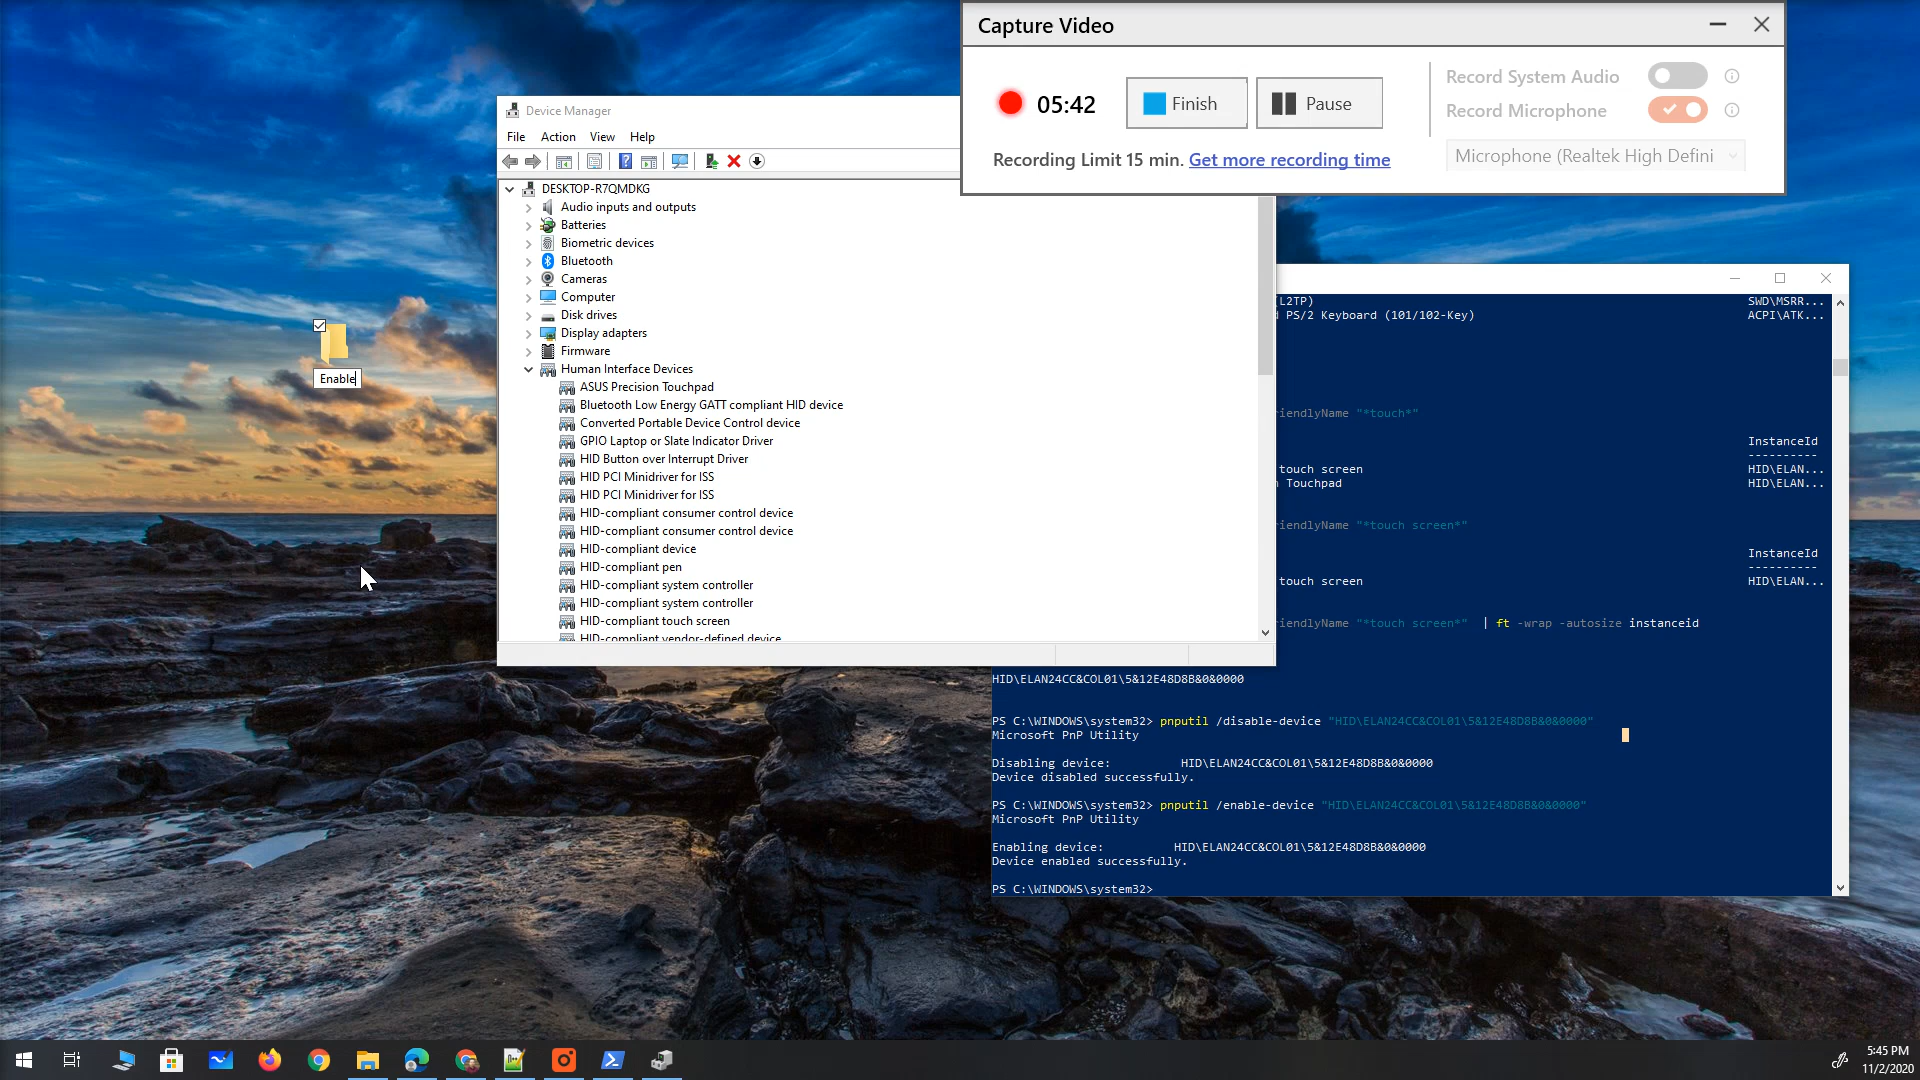 Capture Video
05:42
Finish
Pause
Record System Audio
Record Microphone
Recording Limit 15 min. Get more recording time
Microphone (Realtek High Defini
Device Manager
File Action View Help
DESKTOP-R7QMDKG
Audio inputs and outputs
Batteries
Biometric devices
Bluetooth
Cameras
Computer
Disk drives
Display adapters
Firmware
Human Interface Devices
ASUS Precision Touchpad
Bluetooth Low Energy GATT compliant HID device
Converted Portable Device Control device
GPIO Laptop or Slate Indicator Driver
HID Button over Interrupt Driver
HID PCI Minidriver for ISS
HID PCI Minidriver for ISS
HID-compliant consumer control device
HID-compliant consumer control device
HID-compliant device
HID-compliant pen
HID-compliant system controller
HID-compliant system controller
HID-compliant touch screen
HID-compliant vendor-defined device
Enable
(L2TP) SWD\MSRR...
d PS/2 Keyboard (101/102-Key) ACPI\ATK...
riendlyName "*touch*"
InstanceId
----------
touch screen HID\ELAN...
n Touchpad HID\ELAN...
riendlyName "*touch screen*"
InstanceId
----------
touch screen HID\ELAN...
riendlyName "*touch screen*" | ft -wrap -autosize instanceid
HID\ELAN24CC&COL01\5&12E48D8B&0&0000
PS C:\WINDOWS\system32> pnputil /disable-device "HID\ELAN24CC&COL01\5&12E48D8B&0&0000"
Microsoft PnP Utility
Disabling device: HID\ELAN24CC&COL01\5&12E48D8B&0&0000
Device disabled successfully.
PS C:\WINDOWS\system32> pnputil /enable-device "HID\ELAN24CC&COL01\5&12E48D8B&0&0000"
Microsoft PnP Utility
Enabling device: HID\ELAN24CC&COL01\5&12E48D8B&0&0000
Device enabled successfully.
PS C:\WINDOWS\system32>
5:45 PM
11/2/2020